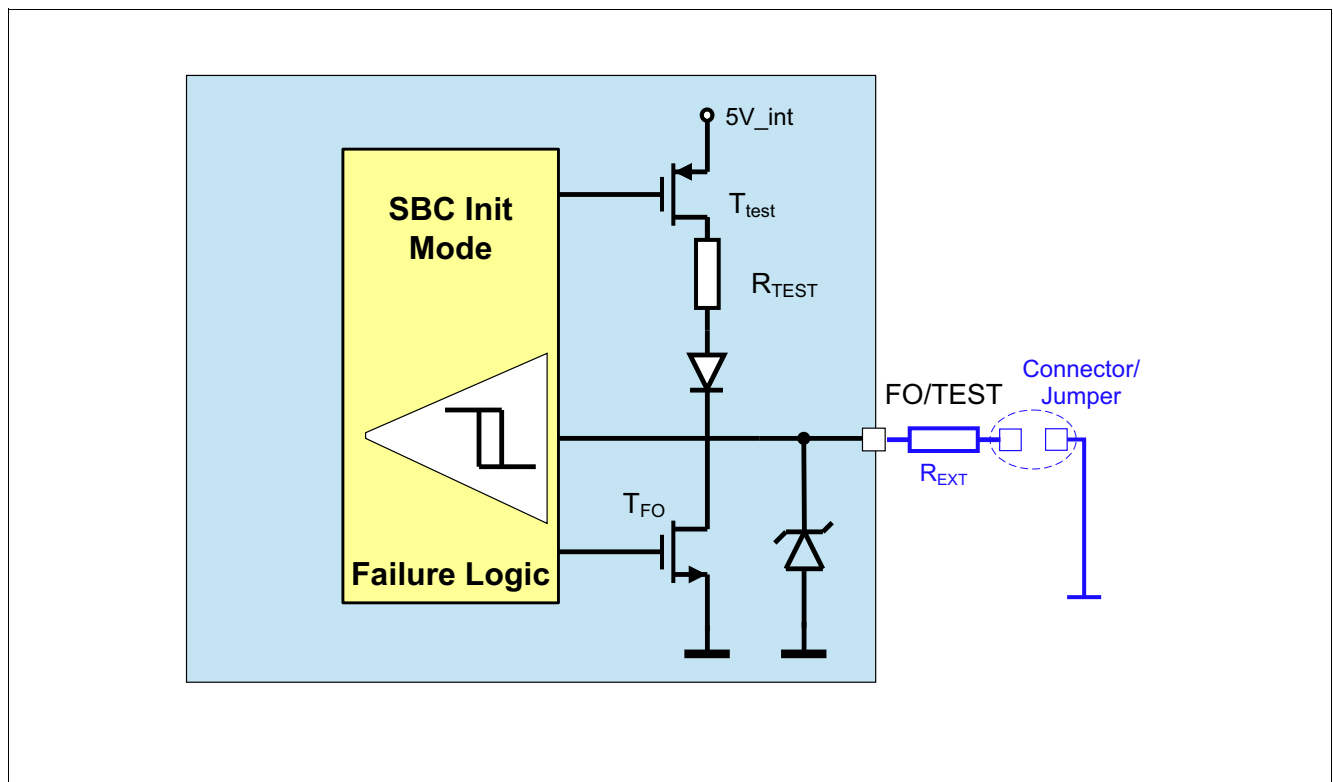 5V_int
SBC Init
Mode
Ttest
RTEST
Connector/
Jumper
FO/TEST
REXT
TFO
Failure Logic